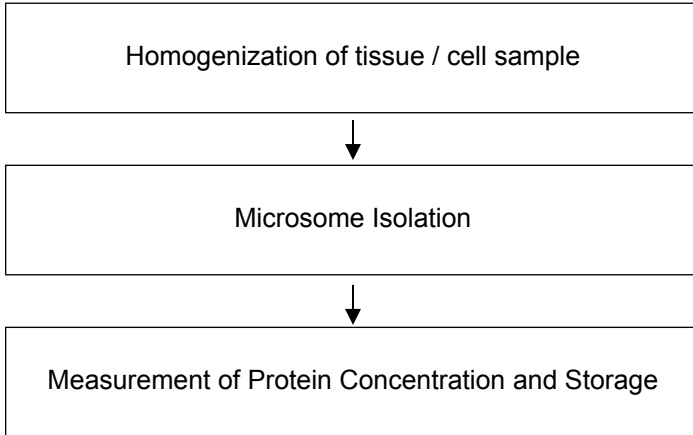 Homogenization of tissue / cell sample
Microsome Isolation
Measurement of Protein Concentration and Storage